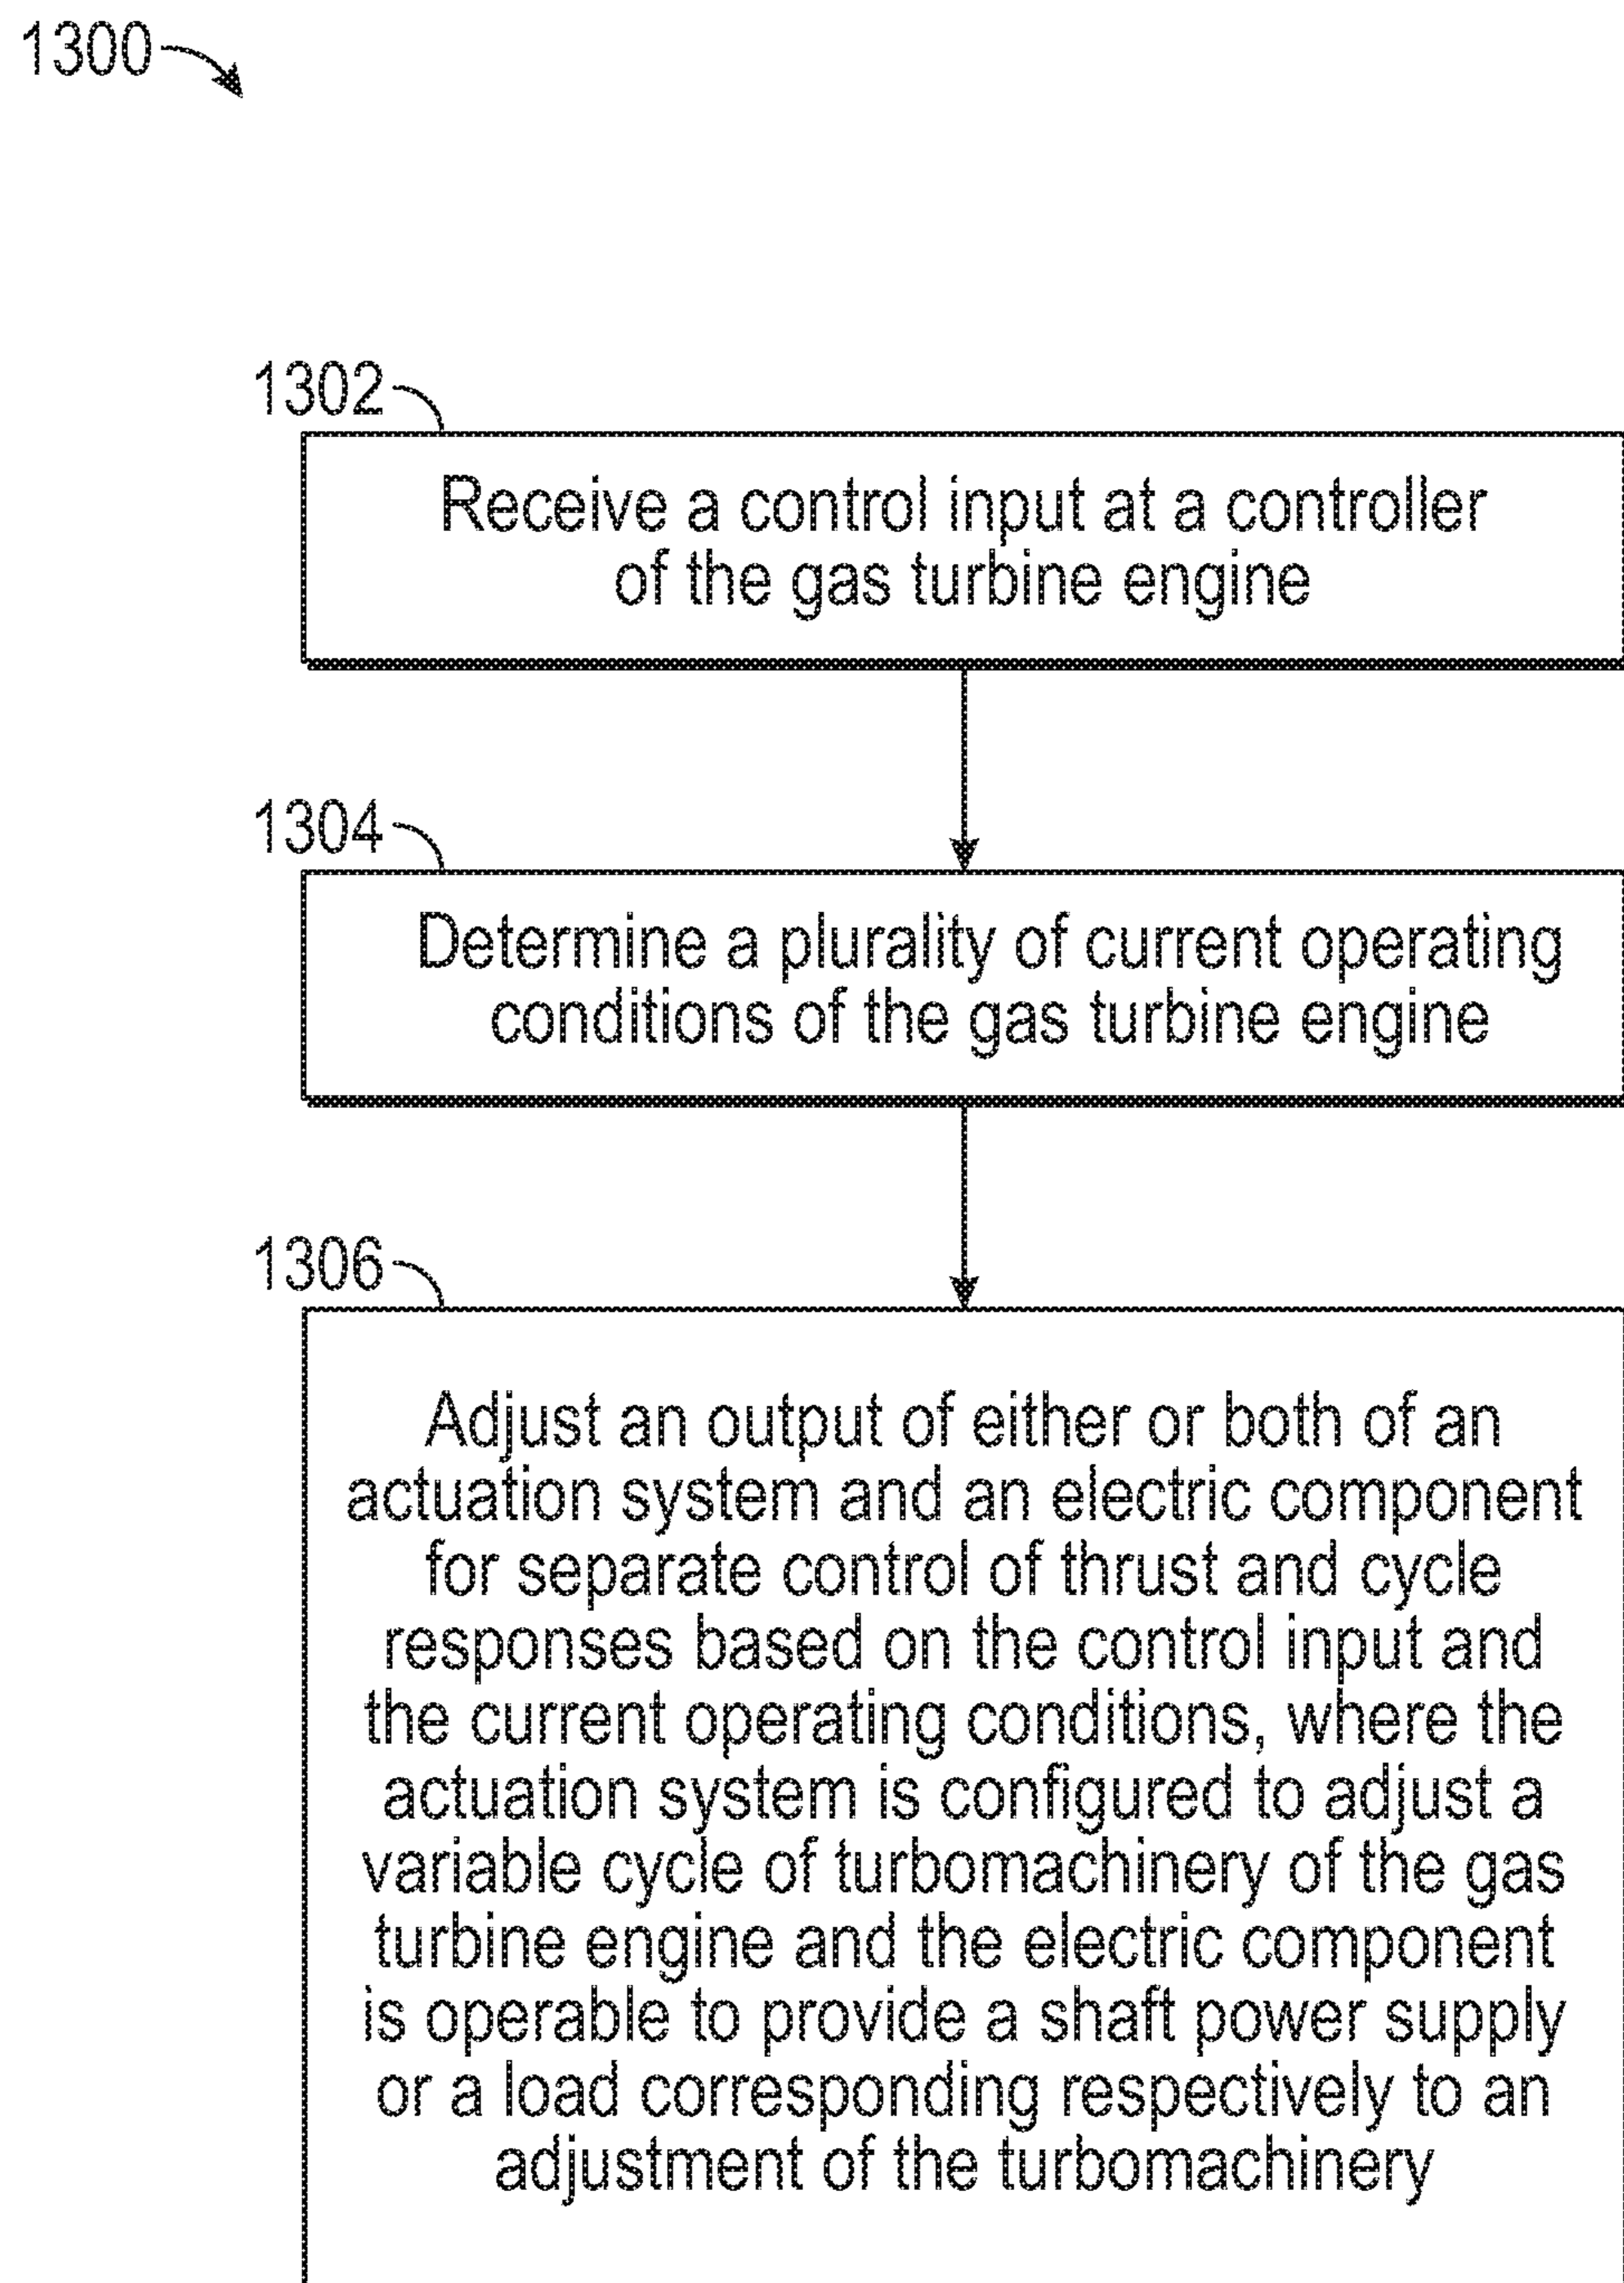 1300
1302
Receive a control input at a controller
of the gas turbine engine
1304
Determine a plurality of current operating
conditions of the gas turbine engine
1306
Adjust an output of either or both of an
actuation system and an electric component
for separate control of thrust and cycle
responses based on the control input and
the current operating conditions, where the
actuation system is configured to adjust a
variable cycle of turbomachinery of the gas
turbine engine and the electric component
is operable to provide a shaft power supply
or a load corresponding respectively to an
adjustment of the turbomachinery